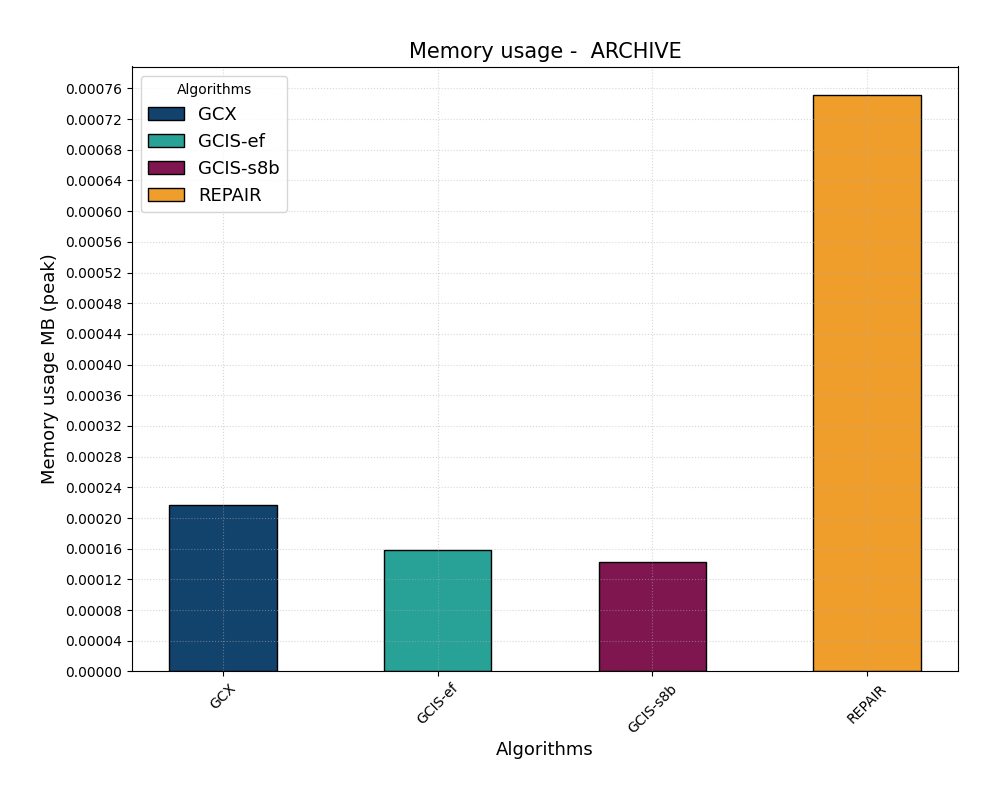 Memory usage -  ARCHIVE
Algorithms
GCX
GCIS-ef
GCIS-s8b
REPAIR
Memory usage MB (peak)
0.00076
0.00072
0.00068
0.00064
0.00060
0.00056
0.00052
0.00048
0.00044
0.00040
0.00036
0.00032
0.00028
0.00024
0.00020
0.00016
0.00012
0.00008
0.00004
0.00000
GCX
GCIS-ef
GCIS-s8b
REPAIR
Algorithms